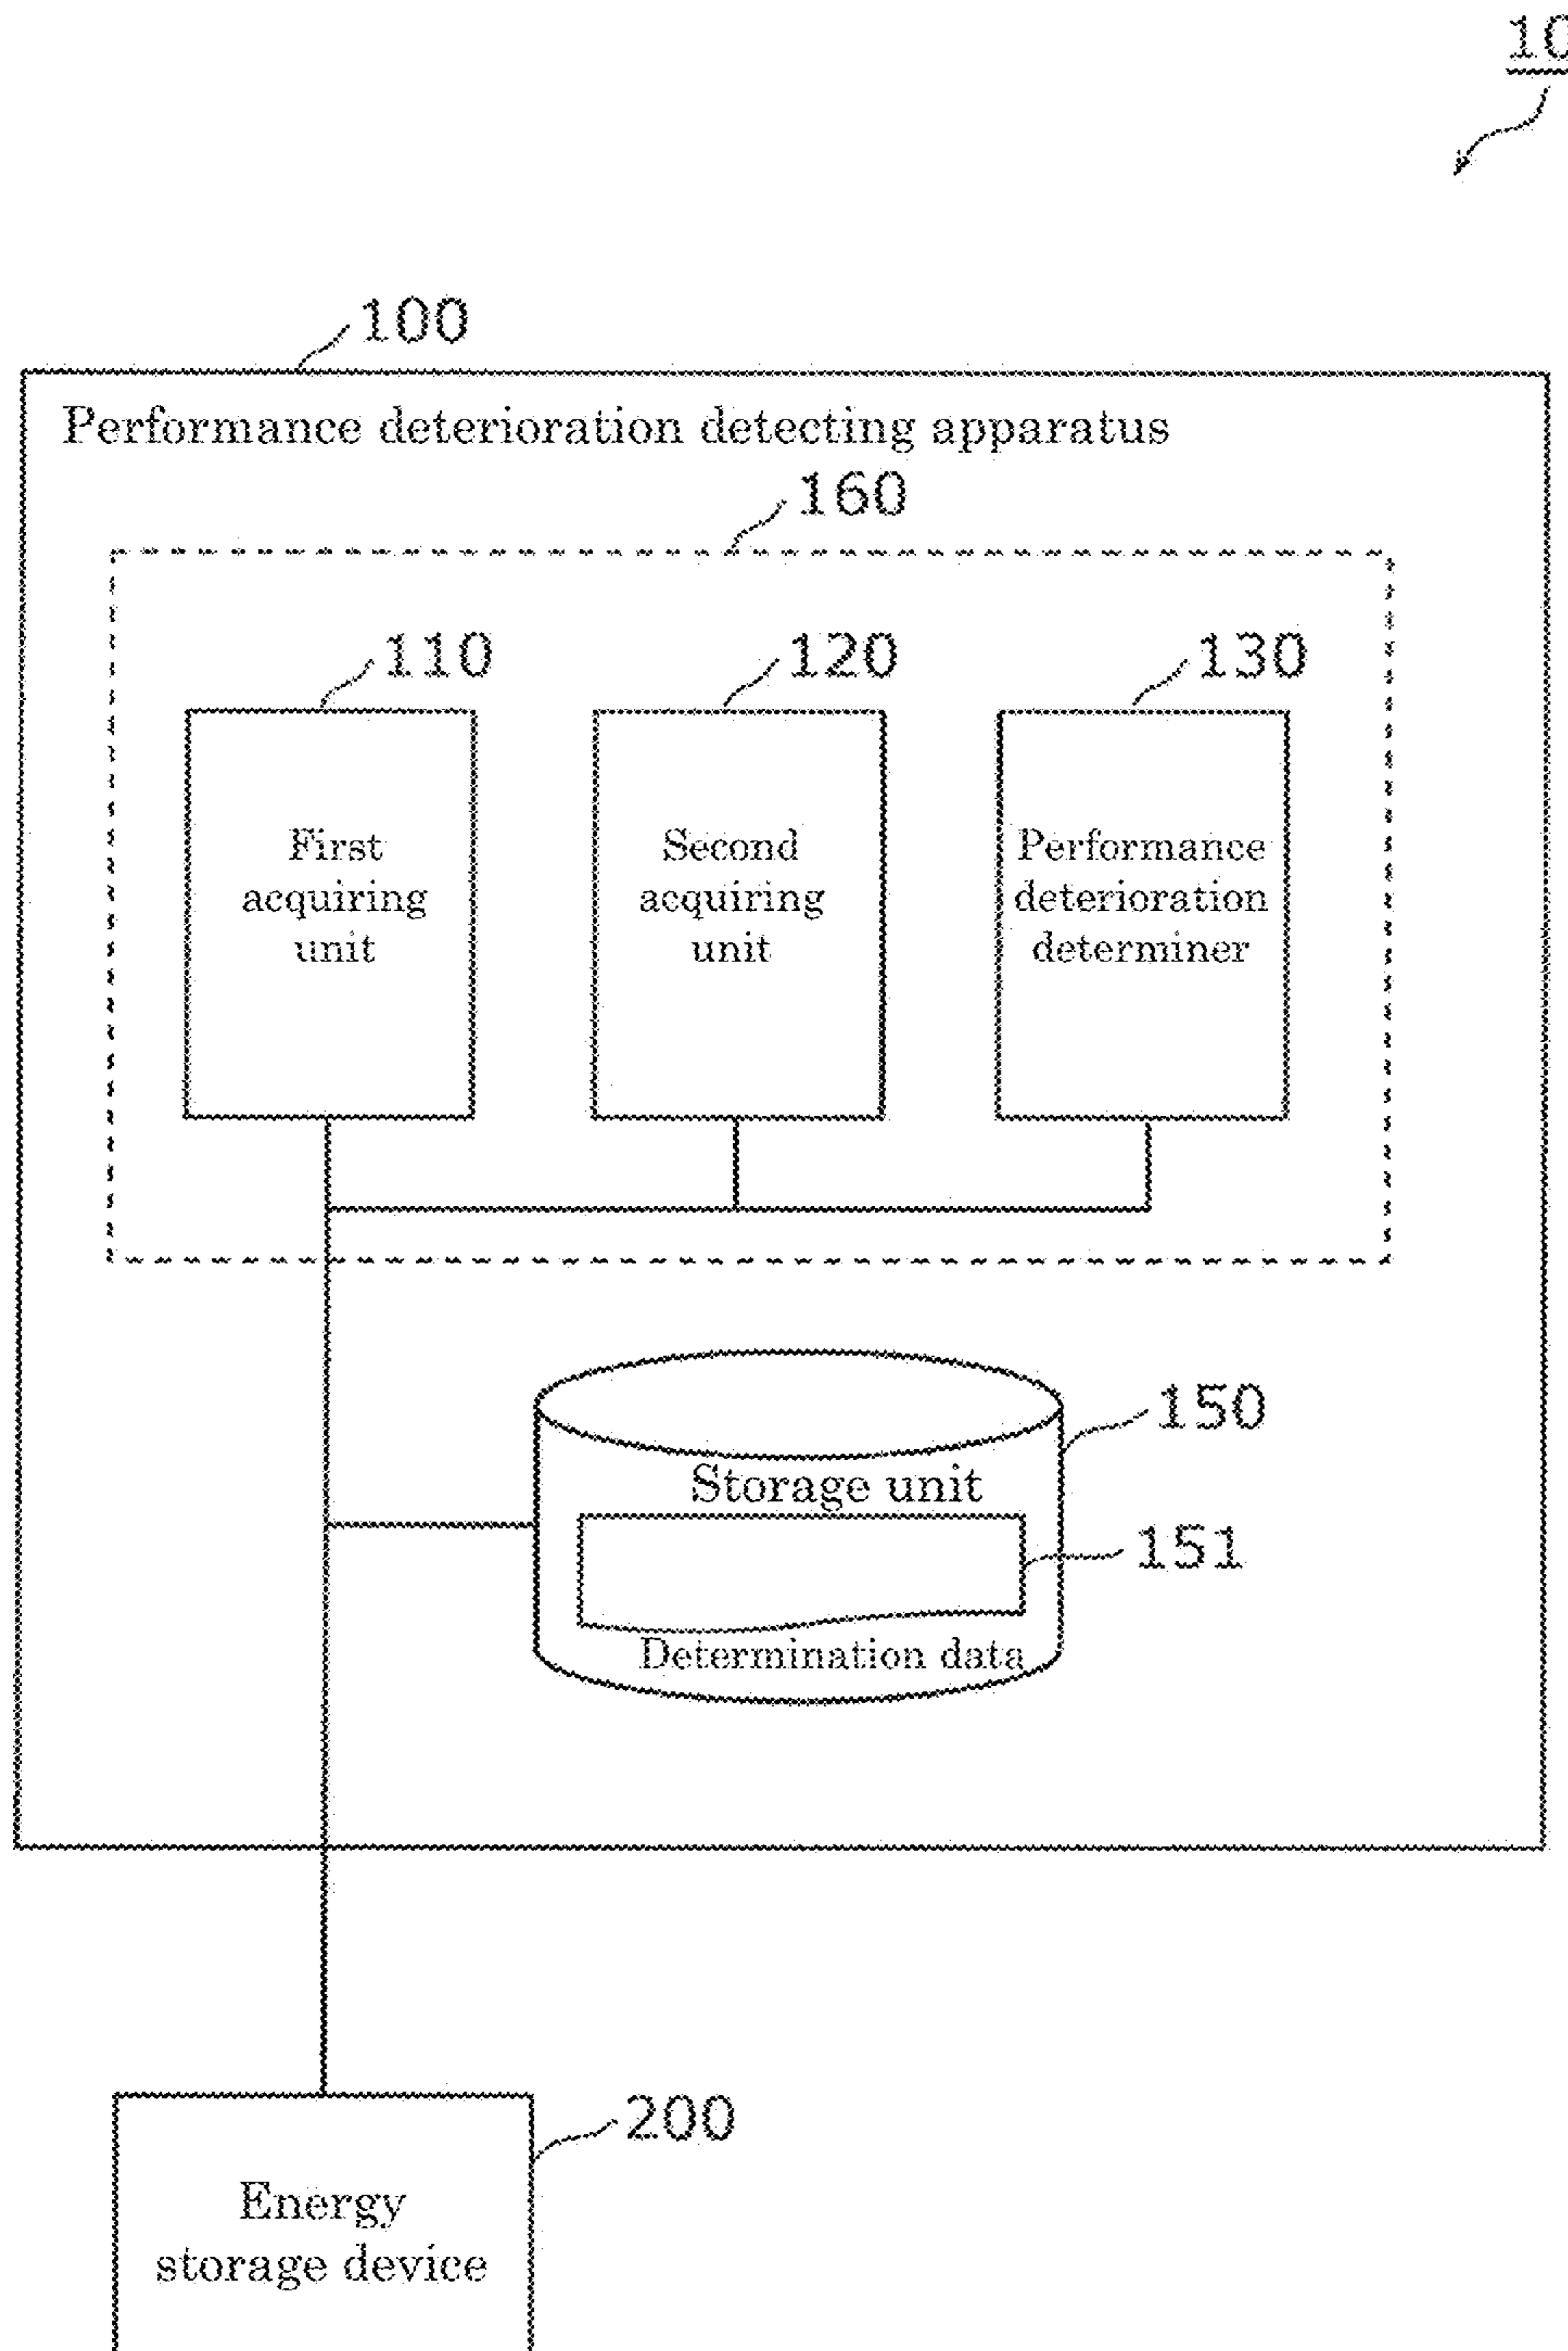 10
100
Performance deterioration detecting apparatus
160
110
120
130
First
acquiring
unit
Second
acquiring
unit
Performance
deterioration
determiner
150
Storage unit
151
Determination data
200
Energy
storage device